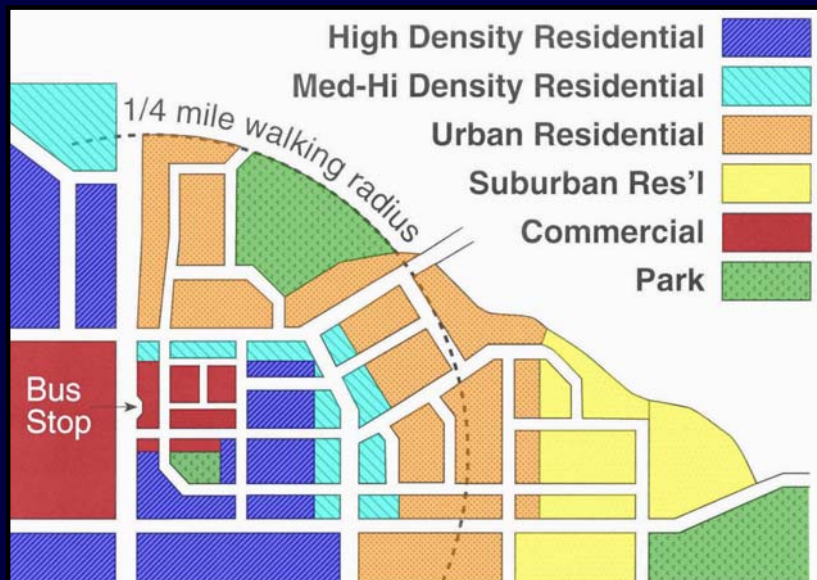 High Density Residential
Med-Hi Density Residential
Urban Residential
Suburban Res'l
Commercial
Park
1/4 mile walking radius
Bus
Stop